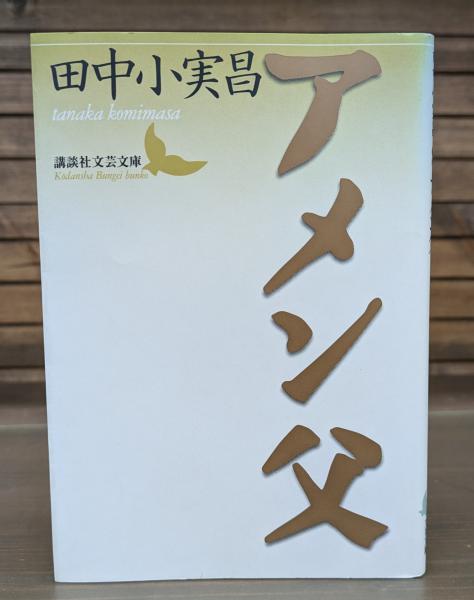 田中小実昌
tanaka komimasa
講談社文芸文庫
Kōdansha Bungei bunko
アメン父